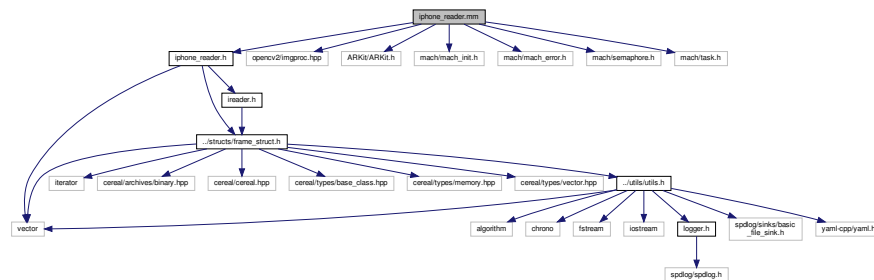 iphone_reader.mm
iphone_reader.h
opencv2/imgproc.hpp
ARKit/ARKit.h
mach/mach_init.h
mach/mach_error.h
mach/semaphore.h
mach/task.h
ireader.h
../structs/frame_struct.h
iterator
cereal/archives/binary.hpp
cereal/cereal.hpp
cereal/types/base_class.hpp
cereal/types/memory.hpp
cereal/types/vector.hpp
../utils/utils.h
vector
algorithm
chrono
fstream
iostream
logger.h
spdlog/sinks/basic
_file_sink.h
yaml-cpp/yaml.h
spdlog/spdlog.h